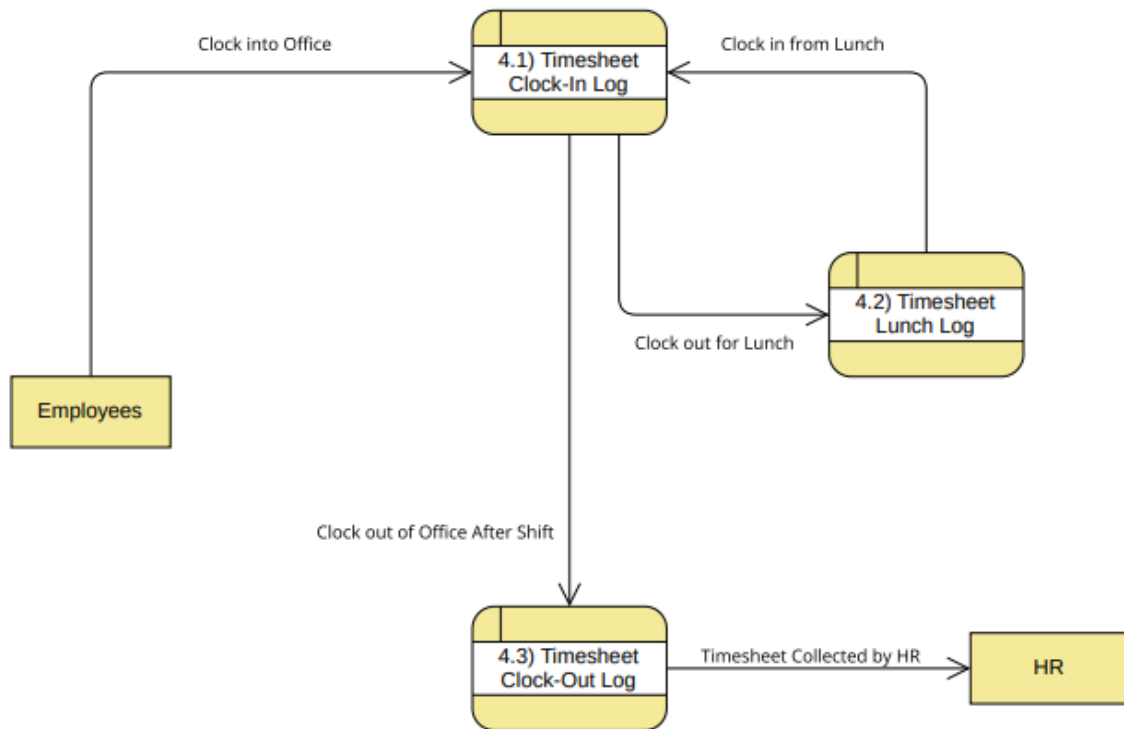 Clock into Office
Clock in from Lunch
4.1) Timesheet
Clock-In Log
4.2) Timesheet
Lunch Log
Clock out for Lunch
Employees
Clock out of Office After Shift
4.3) Timesheet
Clock-Out Log
Timesheet Collected by HR
HR